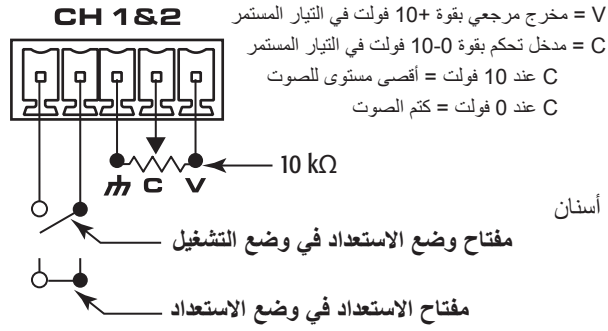 CH 1&2
V = مخرج مرجعي بقوة +10 فولت في التيار المستمر
C = مدخل تحكم بقوة 0-10 فولت في التيار المستمر
C عند 10 فولت = أقصى مستوى للصوت
C عند 0 فولت = كتم الصوت
10 kΩ
C V
أسنان
مفتاح وضع الاستعداد في وضع التشغيل
مفتاح الاستعداد في وضع الاستعداد